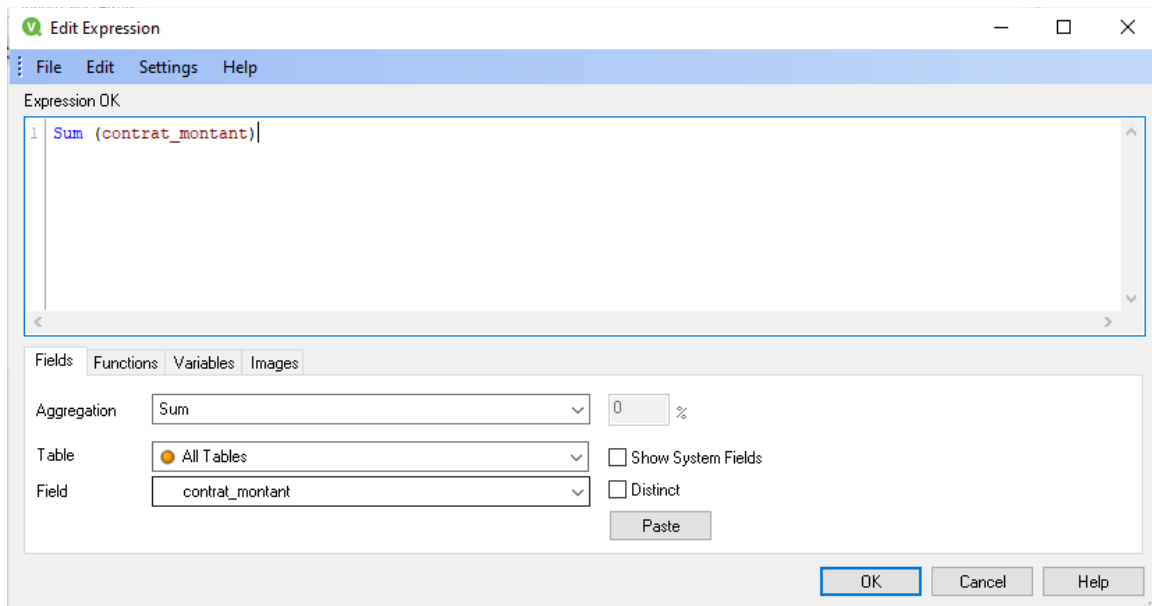 Edit Expression
File Edit Settings Help
Expression OK
1 Sum (contrat_montant)
Fields Functions Variables Images
Aggregation Sum 0 %
Table All Tables Show System Fields
Field contrat_montant Distinct
Paste
OK Cancel Help